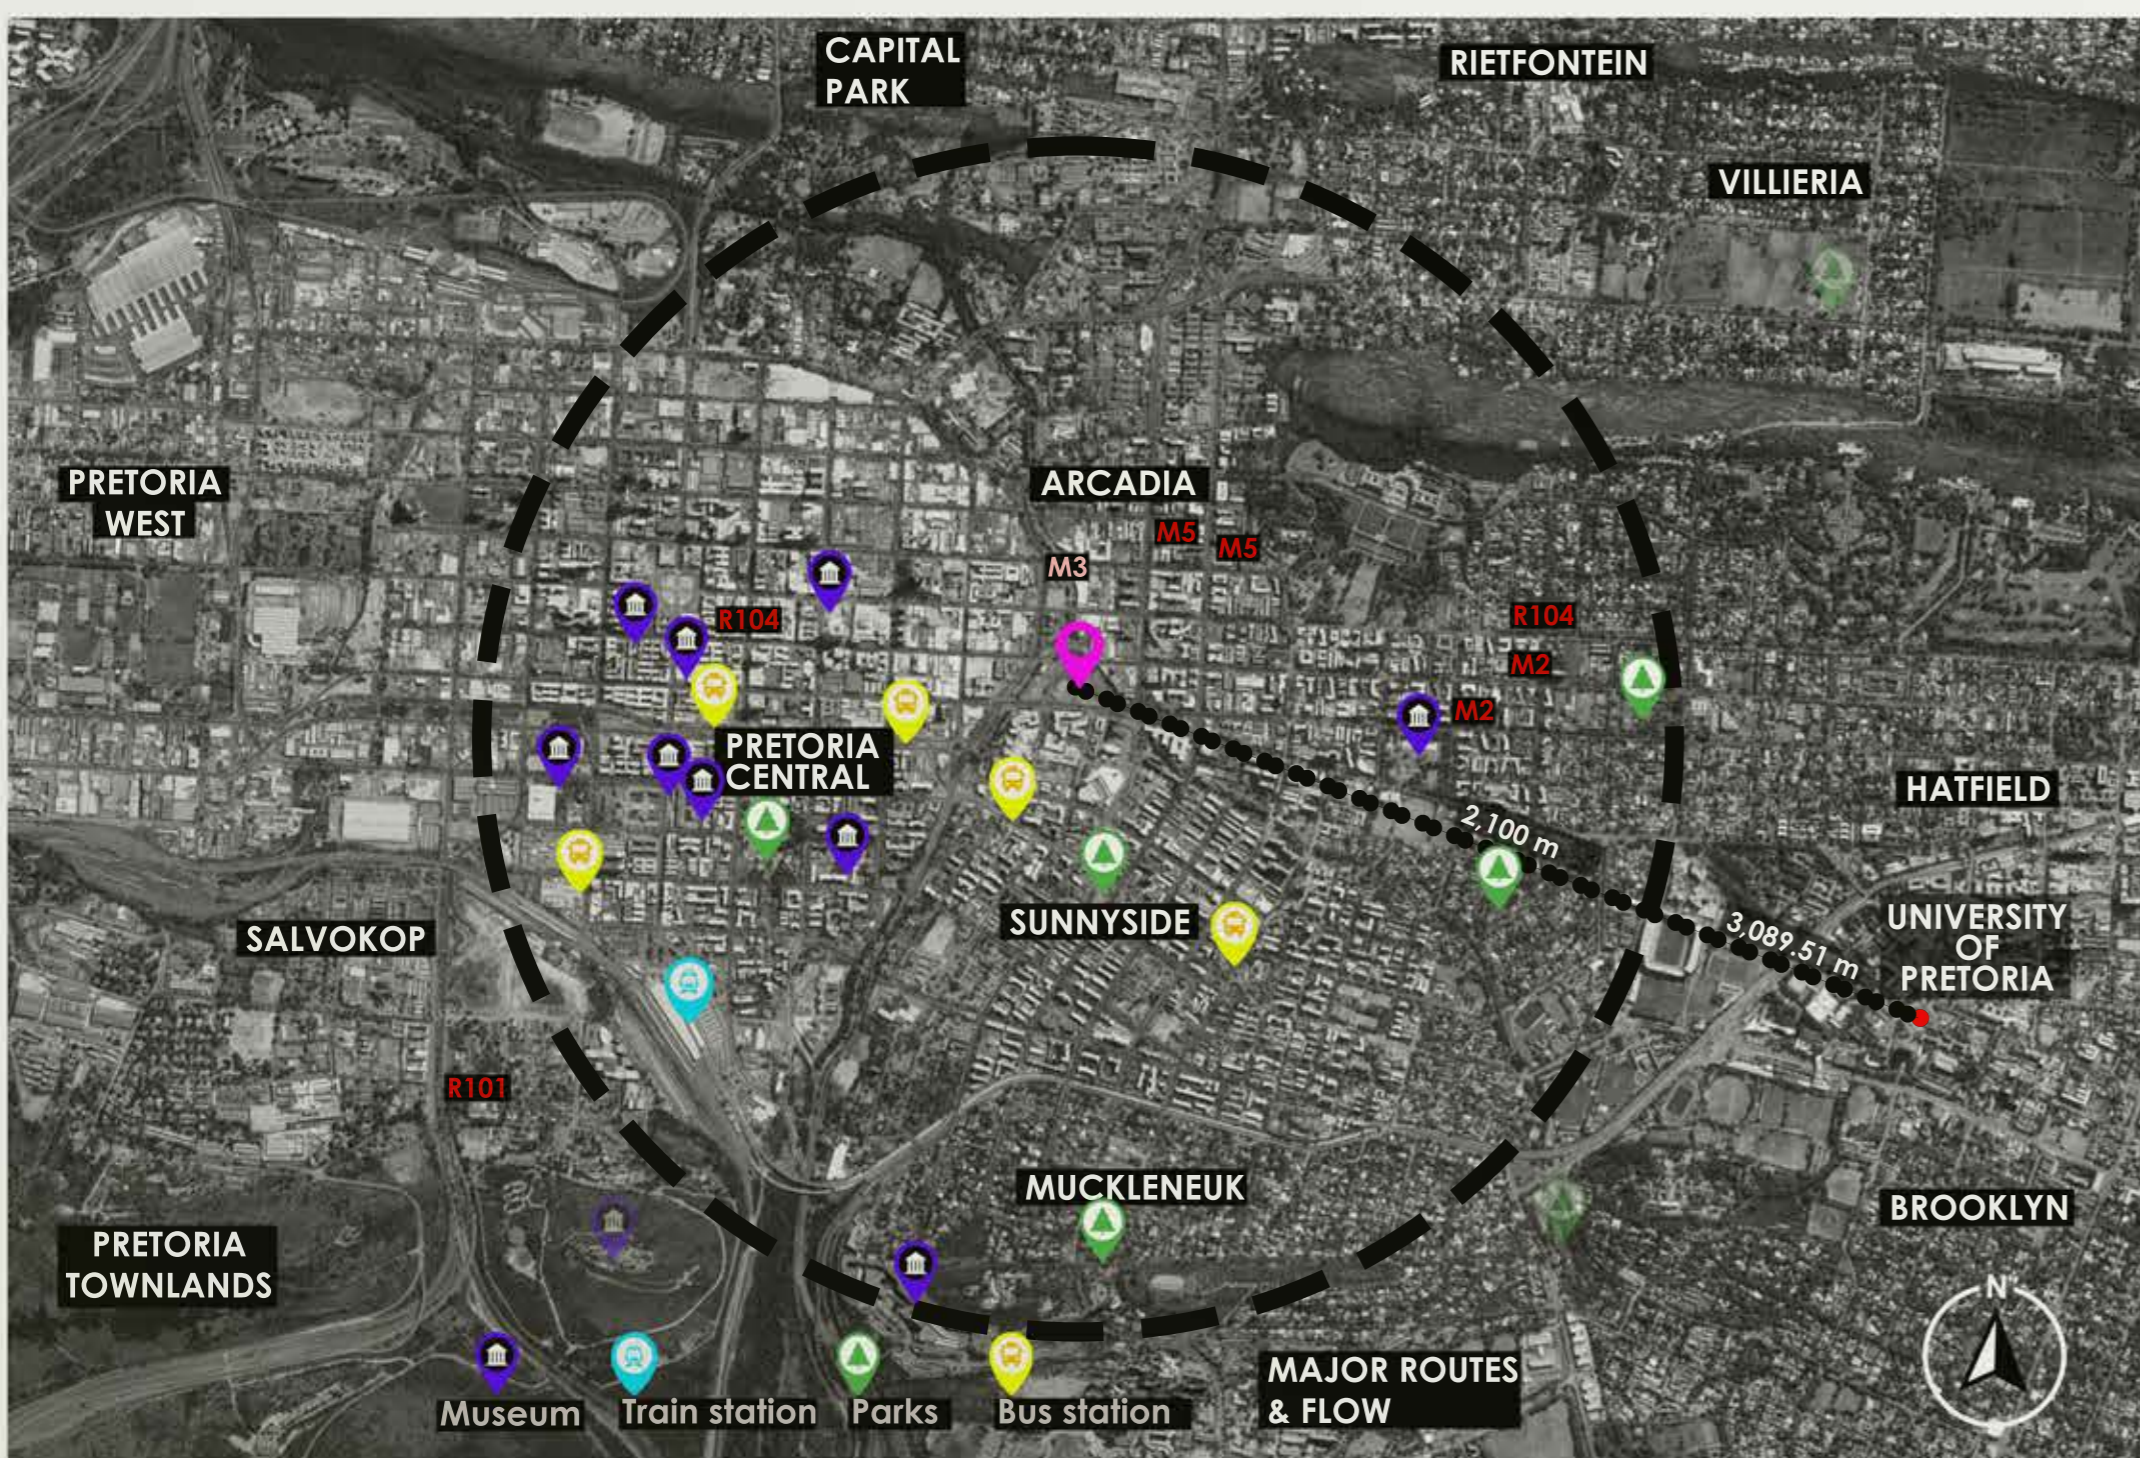 CAPITAL
PARK
RIETFONTEIN
VILLIERIA
PRETORIA
WEST
ARCADIA
M5
M5
M3
R104
R104
M2
M2
PRETORIA
CENTRAL
HATFIELD
2,100 m
SALVOKOP
SUNNYSIDE
3,089.51 m
UNIVERSITY
OF
PRETORIA
R101
MUCKLENEUK
BROOKLYN
PRETORIA
TOWNLANDS
N
MAJOR ROUTES
& FLOW
Museum
Train station
Parks
Bus station